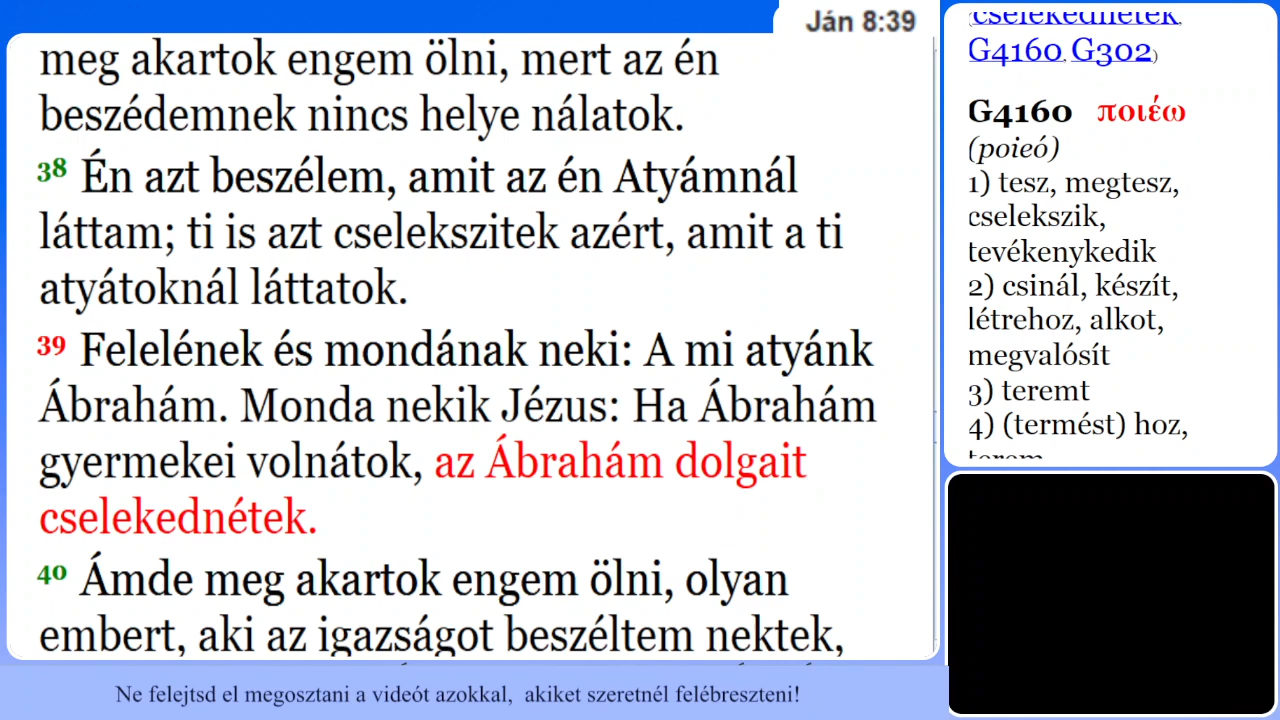 Ján 8:39
meg akartok engem ölni, mert az én
beszédemnek nincs helye nálatok.
38 Én azt beszélem, amit az én Atyámnál
láttam; ti is azt cselekszitek azért, amit a ti
atyátoknál láttatok.
39 Felelének és mondának neki: A mi atyánk
Ábrahám. Monda nekik Jézus: Ha Ábrahám
gyermekei volnátok, az Ábrahám dolgait
cselekednétek.
40 Ámde meg akartok engem ölni, olyan
embert, aki az igazságot beszéltem nektek,
(cselekednétek
G4160, G302)
G4160 ποιέω
(poieó)
1) tesz, megtesz,
cselekszik,
tevékenykedik
2) csinál, készít,
létrehoz, alkot,
megvalósít
3) teremt
4) (termést) hoz,
terem
Ne felejtsd el megosztani a videót azokkal, akiket szeretnél felébreszteni!